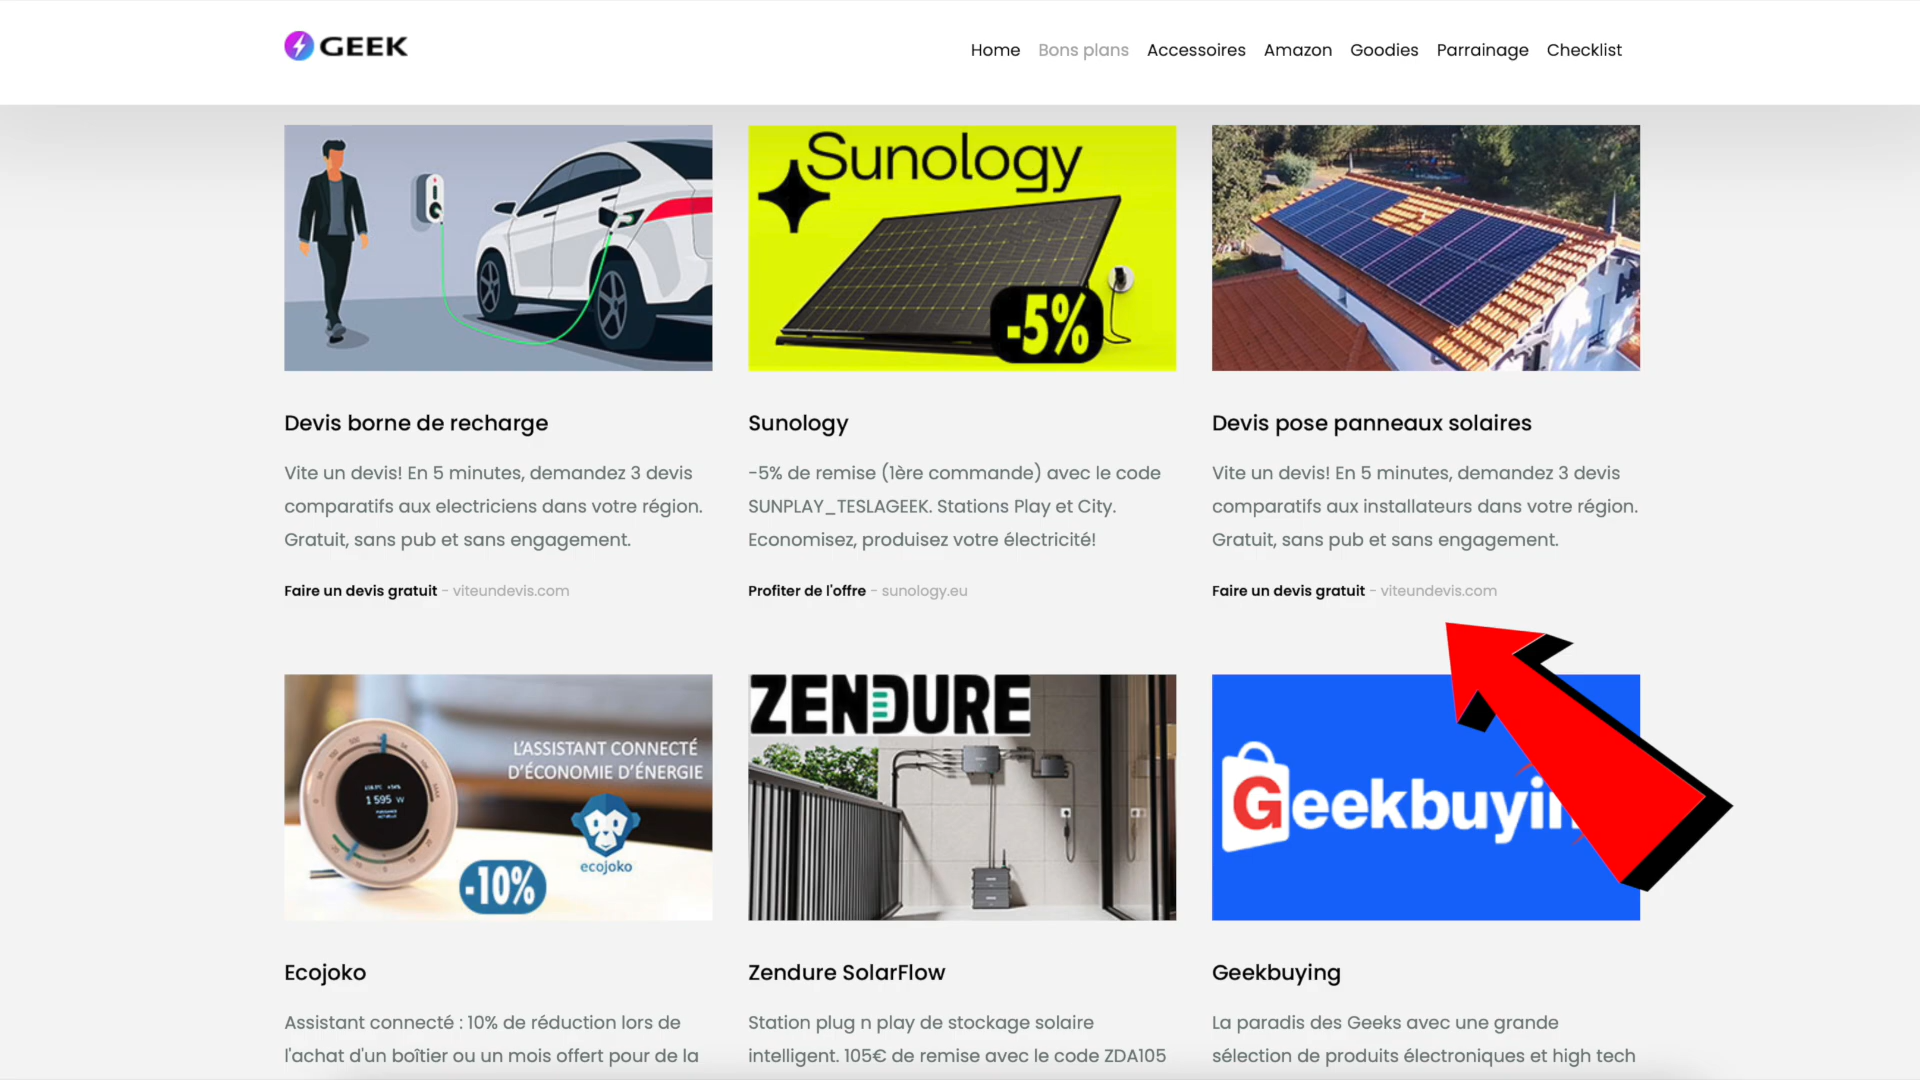 GEEK
Home Bons plans Accessoires Amazon Goodies Parrainage Checklist
Sunology
-5%
Devis borne de recharge
Vite un devis! En 5 minutes, demandez 3 devis
comparatifs aux electriciens dans votre région.
Gratuit, sans pub et sans engagement.
Faire un devis gratuit - viteundevis.com
Sunology
-5% de remise (1ère commande) avec le code
SUNPLAY_TESLAGEEK. Stations Play et City.
Economisez, produisez votre électricité!
Profiter de l'offre - sunology.eu
Devis pose panneaux solaires
Vite un devis! En 5 minutes, demandez 3 devis
comparatifs aux installateurs dans votre région.
Gratuit, sans pub et sans engagement.
Faire un devis gratuit - viteundevis.com
L'ASSISTANT CONNECTÉ
D'ÉCONOMIE D'ÉNERGIE
1 595 W
ecojoko
-10%
ZENDURE
Geekbuyin
Ecojoko
Assistant connecté : 10% de réduction lors de
l'achat d'un boîtier ou un mois offert pour de la
Zendure SolarFlow
Station plug n play de stockage solaire
intelligent. 105€ de remise avec le code ZDA105
Geekbuying
La paradis des Geeks avec une grande
sélection de produits électroniques et high tech